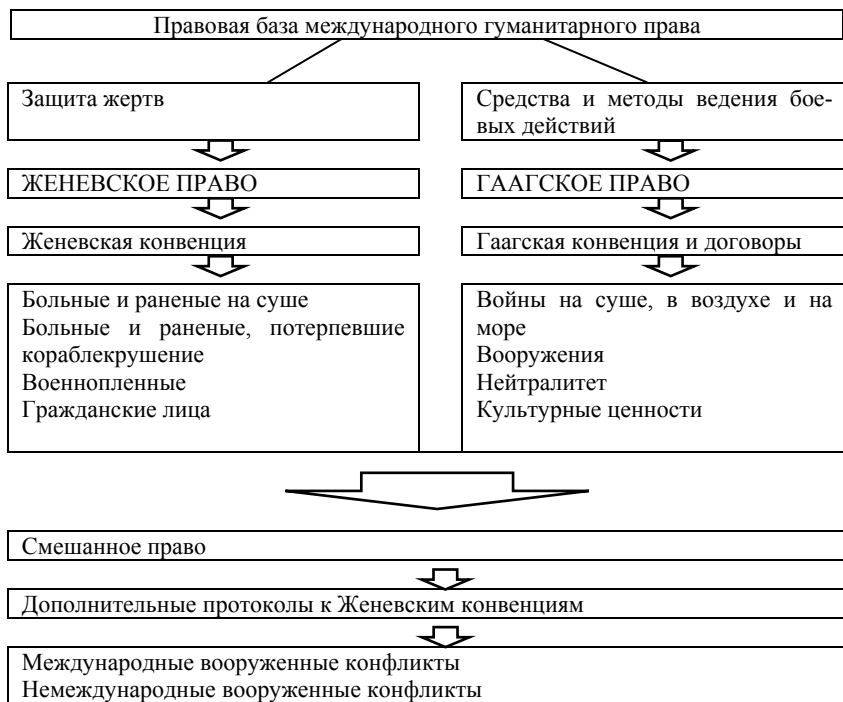 Правовая база международного гуманитарного права
Защита жертв
Средства и методы ведения бое-
вых действий
ЖЕНЕВСКОЕ ПРАВО
ГААГСКОЕ ПРАВО
Женевская конвенция
Гаагская конвенция и договоры
Больные и раненые на суше
Больные и раненые, потерпевшие
кораблекрушение
Военнопленные
Гражданские лица
Войны на суше, в воздухе и на
море
Вооружения
Нейтралитет
Культурные ценности
Смешанное право
Дополнительные протоколы к Женевским конвенциям
Международные вооруженные конфликты
Немеждународные вооруженные конфликты